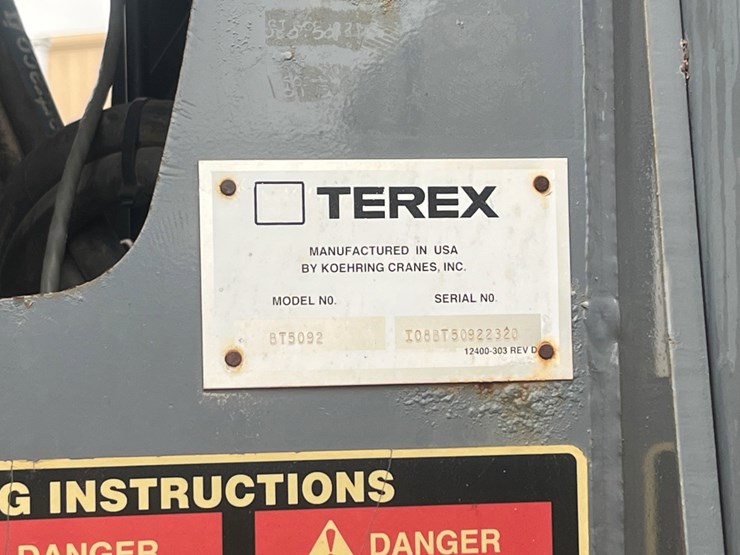 TEREX
MANUFACTURED IN USA
BY KOEHRING CRANES, INC.
MODEL NO. SERIAL NO.
BT5092 I08BT50922320
12400-303 REV D
G INSTRUCTIONS
DANGER DANGER